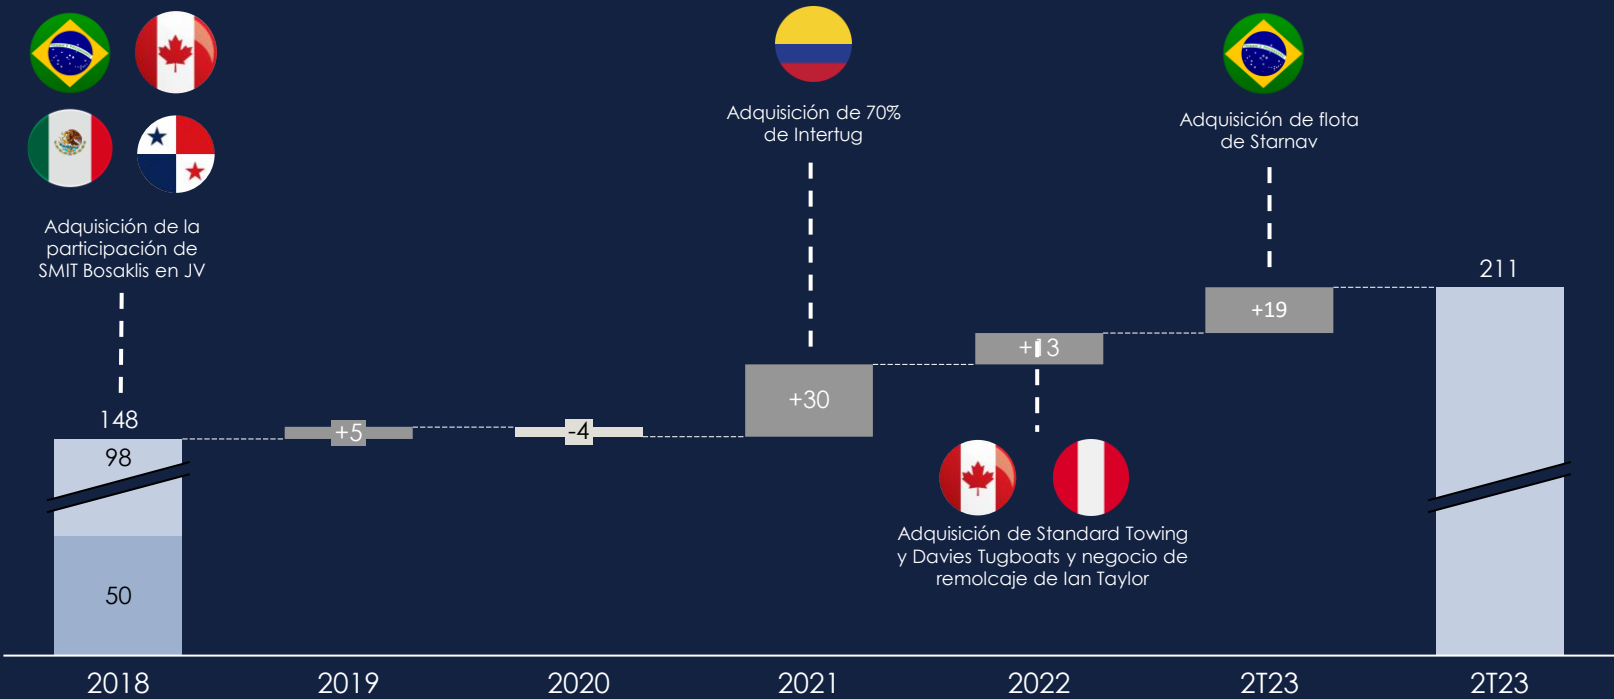 Adquisición de la
participación de
SMIT Bosaklis en JV
148
98
50
+5
-4
Adquisición de 70%
de Intertug
+30
+13
Adquisición de Standard Towing
y Davies Tugboats y negocio de
remolcaje de Ian Taylor
Adquisición de flota
de Starnav
+19
211
2018 2019 2020 2021 2022 2T23 2T23